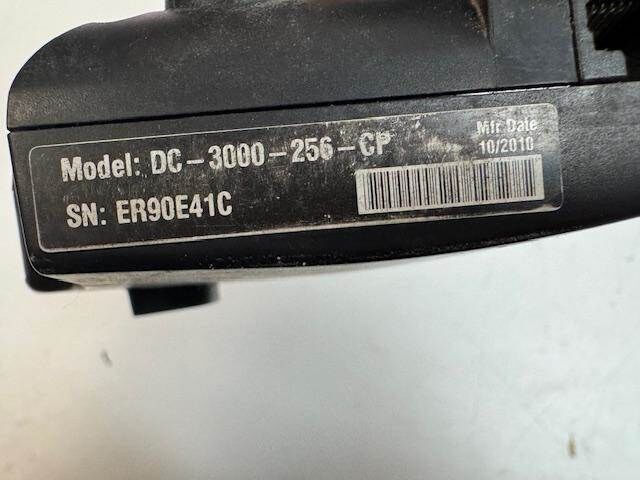 Model: DC-3000-256-CP
Mfr Date
10/2010
SN: ER90E41C